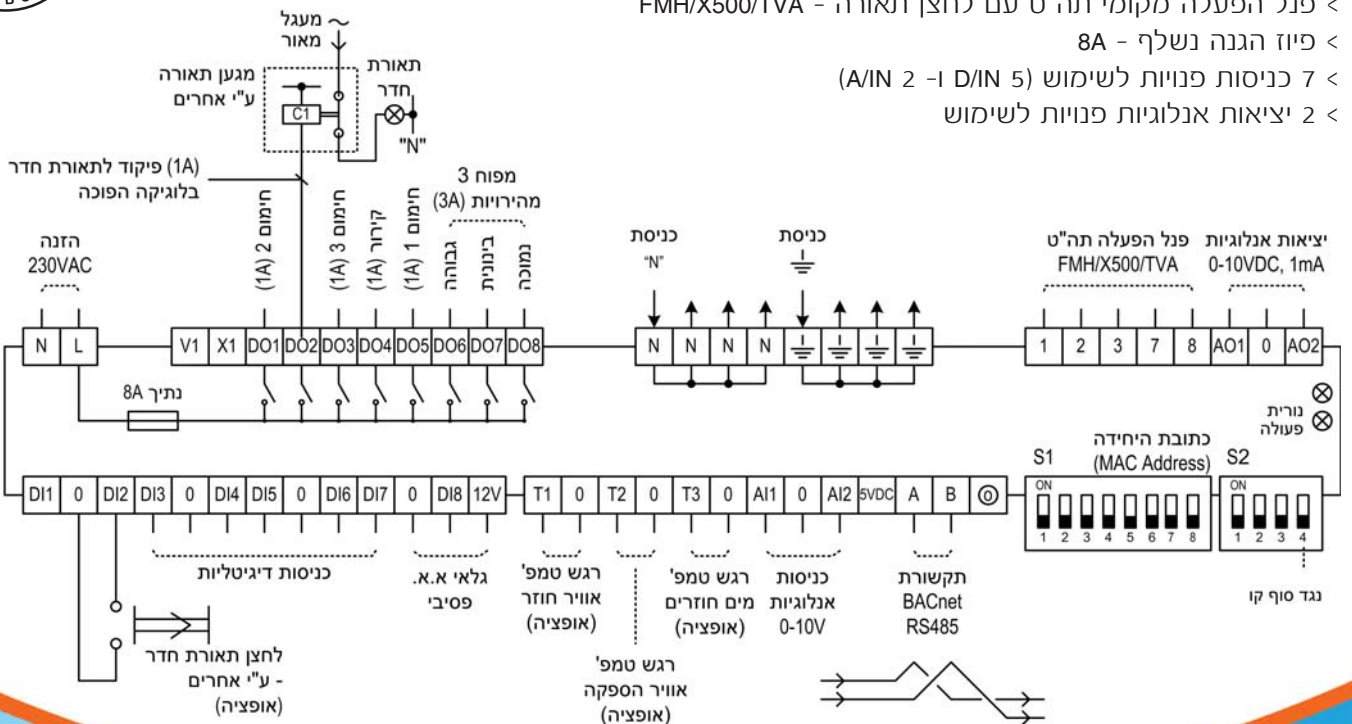 > פנל הפעלה מקומי תה"ט עם לחצן תאורה - FMH/X500/TVA
> פיוז הגנה נשלף - 8A
> 7 כניסות פנויות לשימוש (5 D/IN ו- 2 A/IN)
> 2 יציאות אנלוגיות פנויות לשימוש
מעגל
מאור
מגען תאורה
ע"י אחרים
C1
תאורת
חדר
"N"
(1A) פיקוד לתאורת חדר
בלוגיקה הפוכה
הזנה
230VAC
חימום 2 (1A)
חימום 3 (1A)
קירור (1A)
חימום 1 (1A)
מפוח 3
מהירויות (3A)
גבוהה
בינונית
נמוכה
כניסת
"N"
כניסת
פנל הפעלה תה"ט
FMH/X500/TVA
יציאות אנלוגיות
0-10VDC, 1mA
N L
V1 X1 DO1 DO2 DO3 DO4 DO5 DO6 DO7 DO8
N N N N
1 2 3 7 8 AO1 0 AO2
נתיך 8A
נורית
פעולה
כתובת היחידה
(MAC Address)
S1
S2
ON
1 2 3 4 5 6 7 8
ON
1 2 3 4
DI1 0 DI2 DI3 0 DI4 DI5 0 DI6 DI7 0 DI8 12V
T1 0 T2 0 T3 0 AI1 0 AI2 5VDC A B
כניסות דיגיטליות
גלאי א.א.
פסיבי
רגש טמפ'
אוויר חוזר
(אופציה)
רגש טמפ'
מים חוזרים
(אופציה)
כניסות
אנלוגיות
0-10V
תקשורת
BACnet
RS485
נגד סוף קו
לחצן תאורת חדר
- ע"י אחרים
(אופציה)
רגש טמפ'
אוויר הספקה
(אופציה)